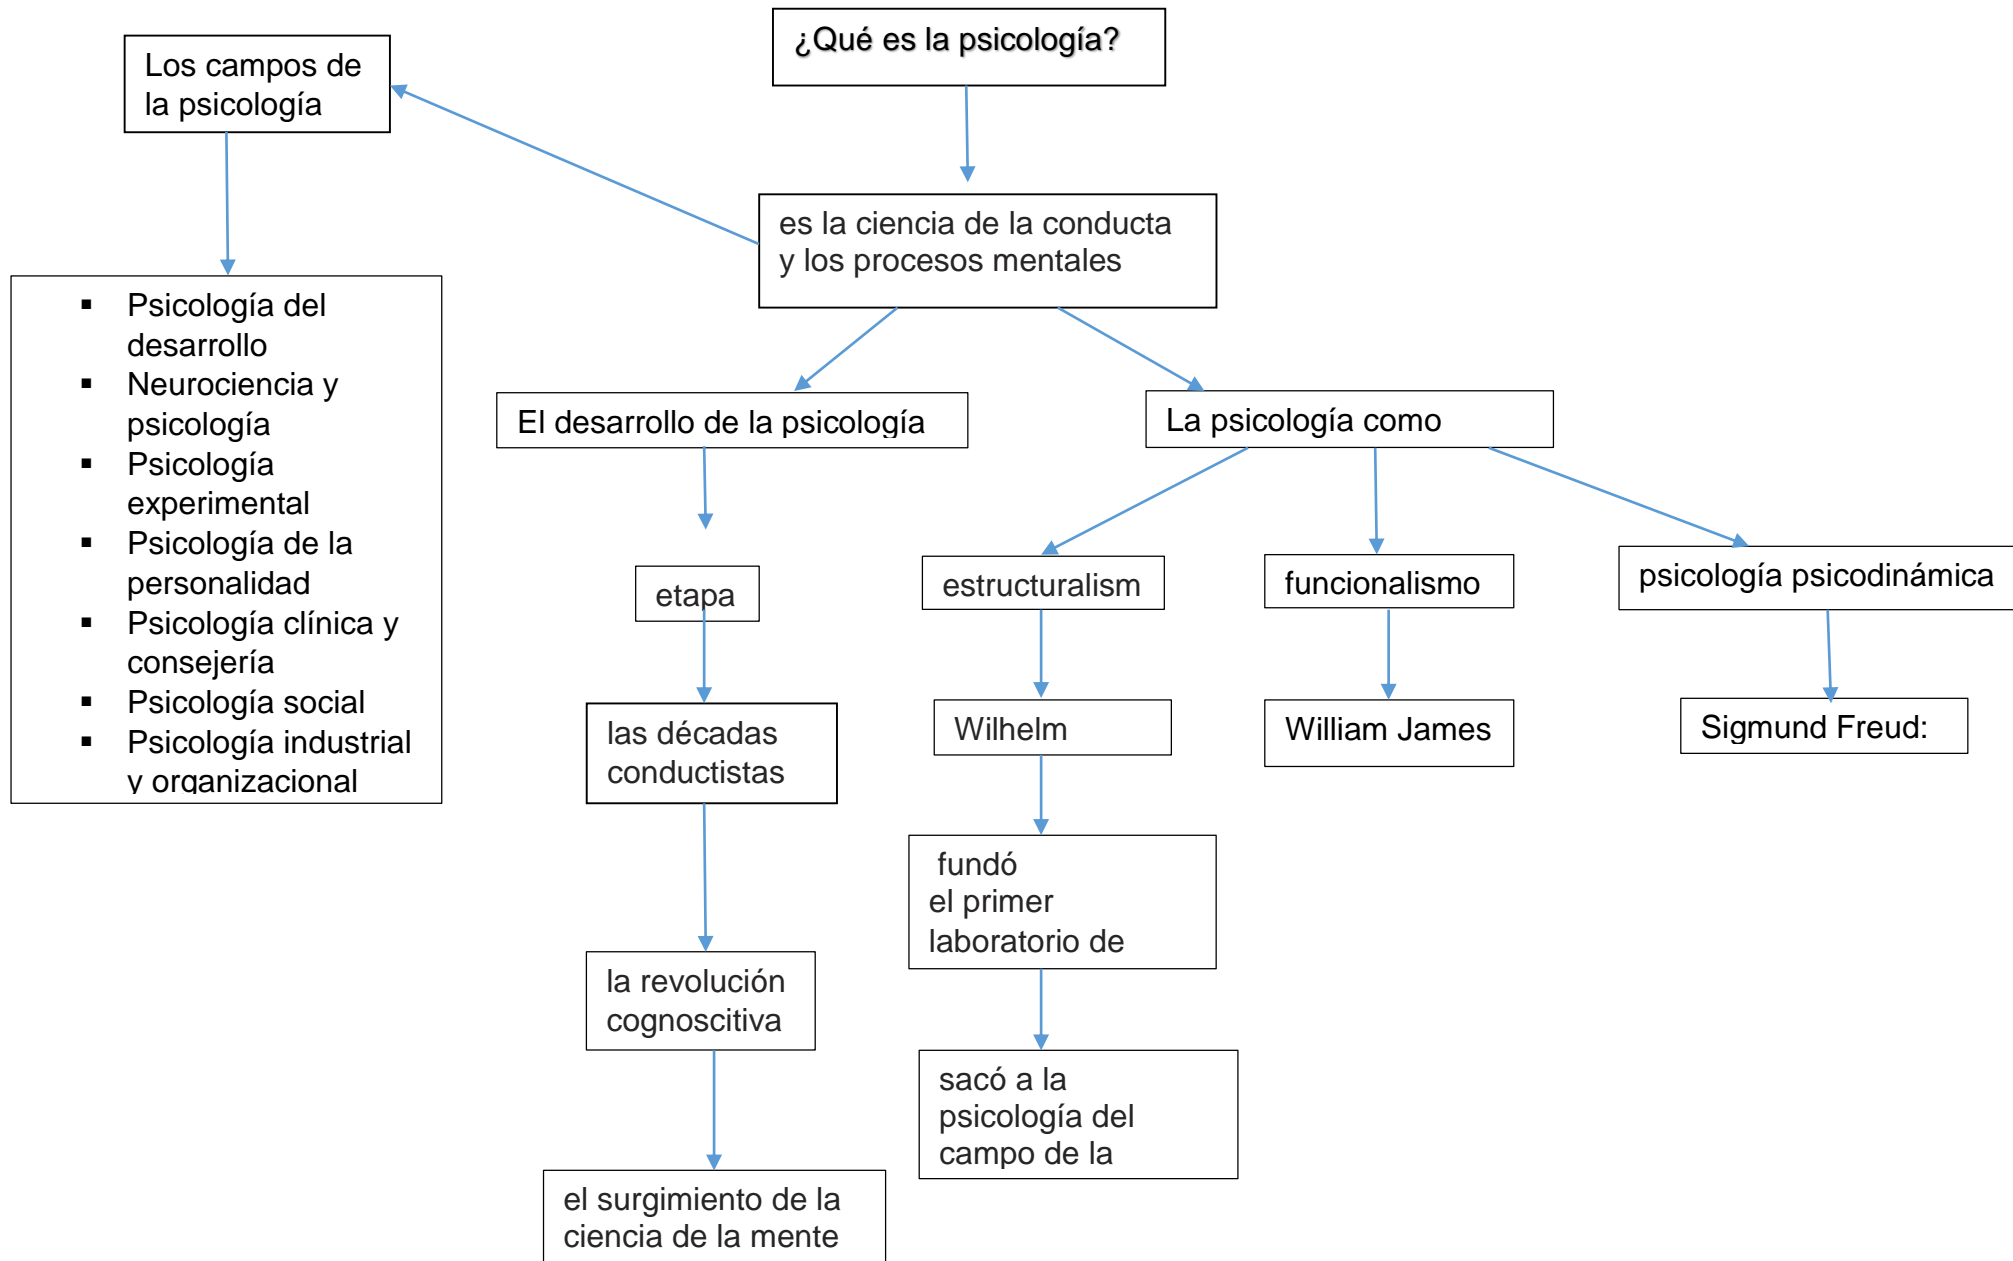 ¿Qué es la psicología?
Los campos de
la psicología
es la ciencia de la conducta
y los procesos mentales
▪ Psicología del
desarrollo
▪ Neurociencia y
psicología
▪ Psicología
experimental
▪ Psicología de la
personalidad
▪ Psicología clínica y
consejería
▪ Psicología social
▪ Psicología industrial
y organizacional
El desarrollo de la psicología
La psicología como
etapa
las décadas
conductistas
la revolución
cognoscitiva
el surgimiento de la
ciencia de la mente
estructuralism
Wilhelm
fundó
el primer
laboratorio de
sacó a la
psicología del
campo de la
funcionalismo
William James
psicología psicodinámica
Sigmund Freud: